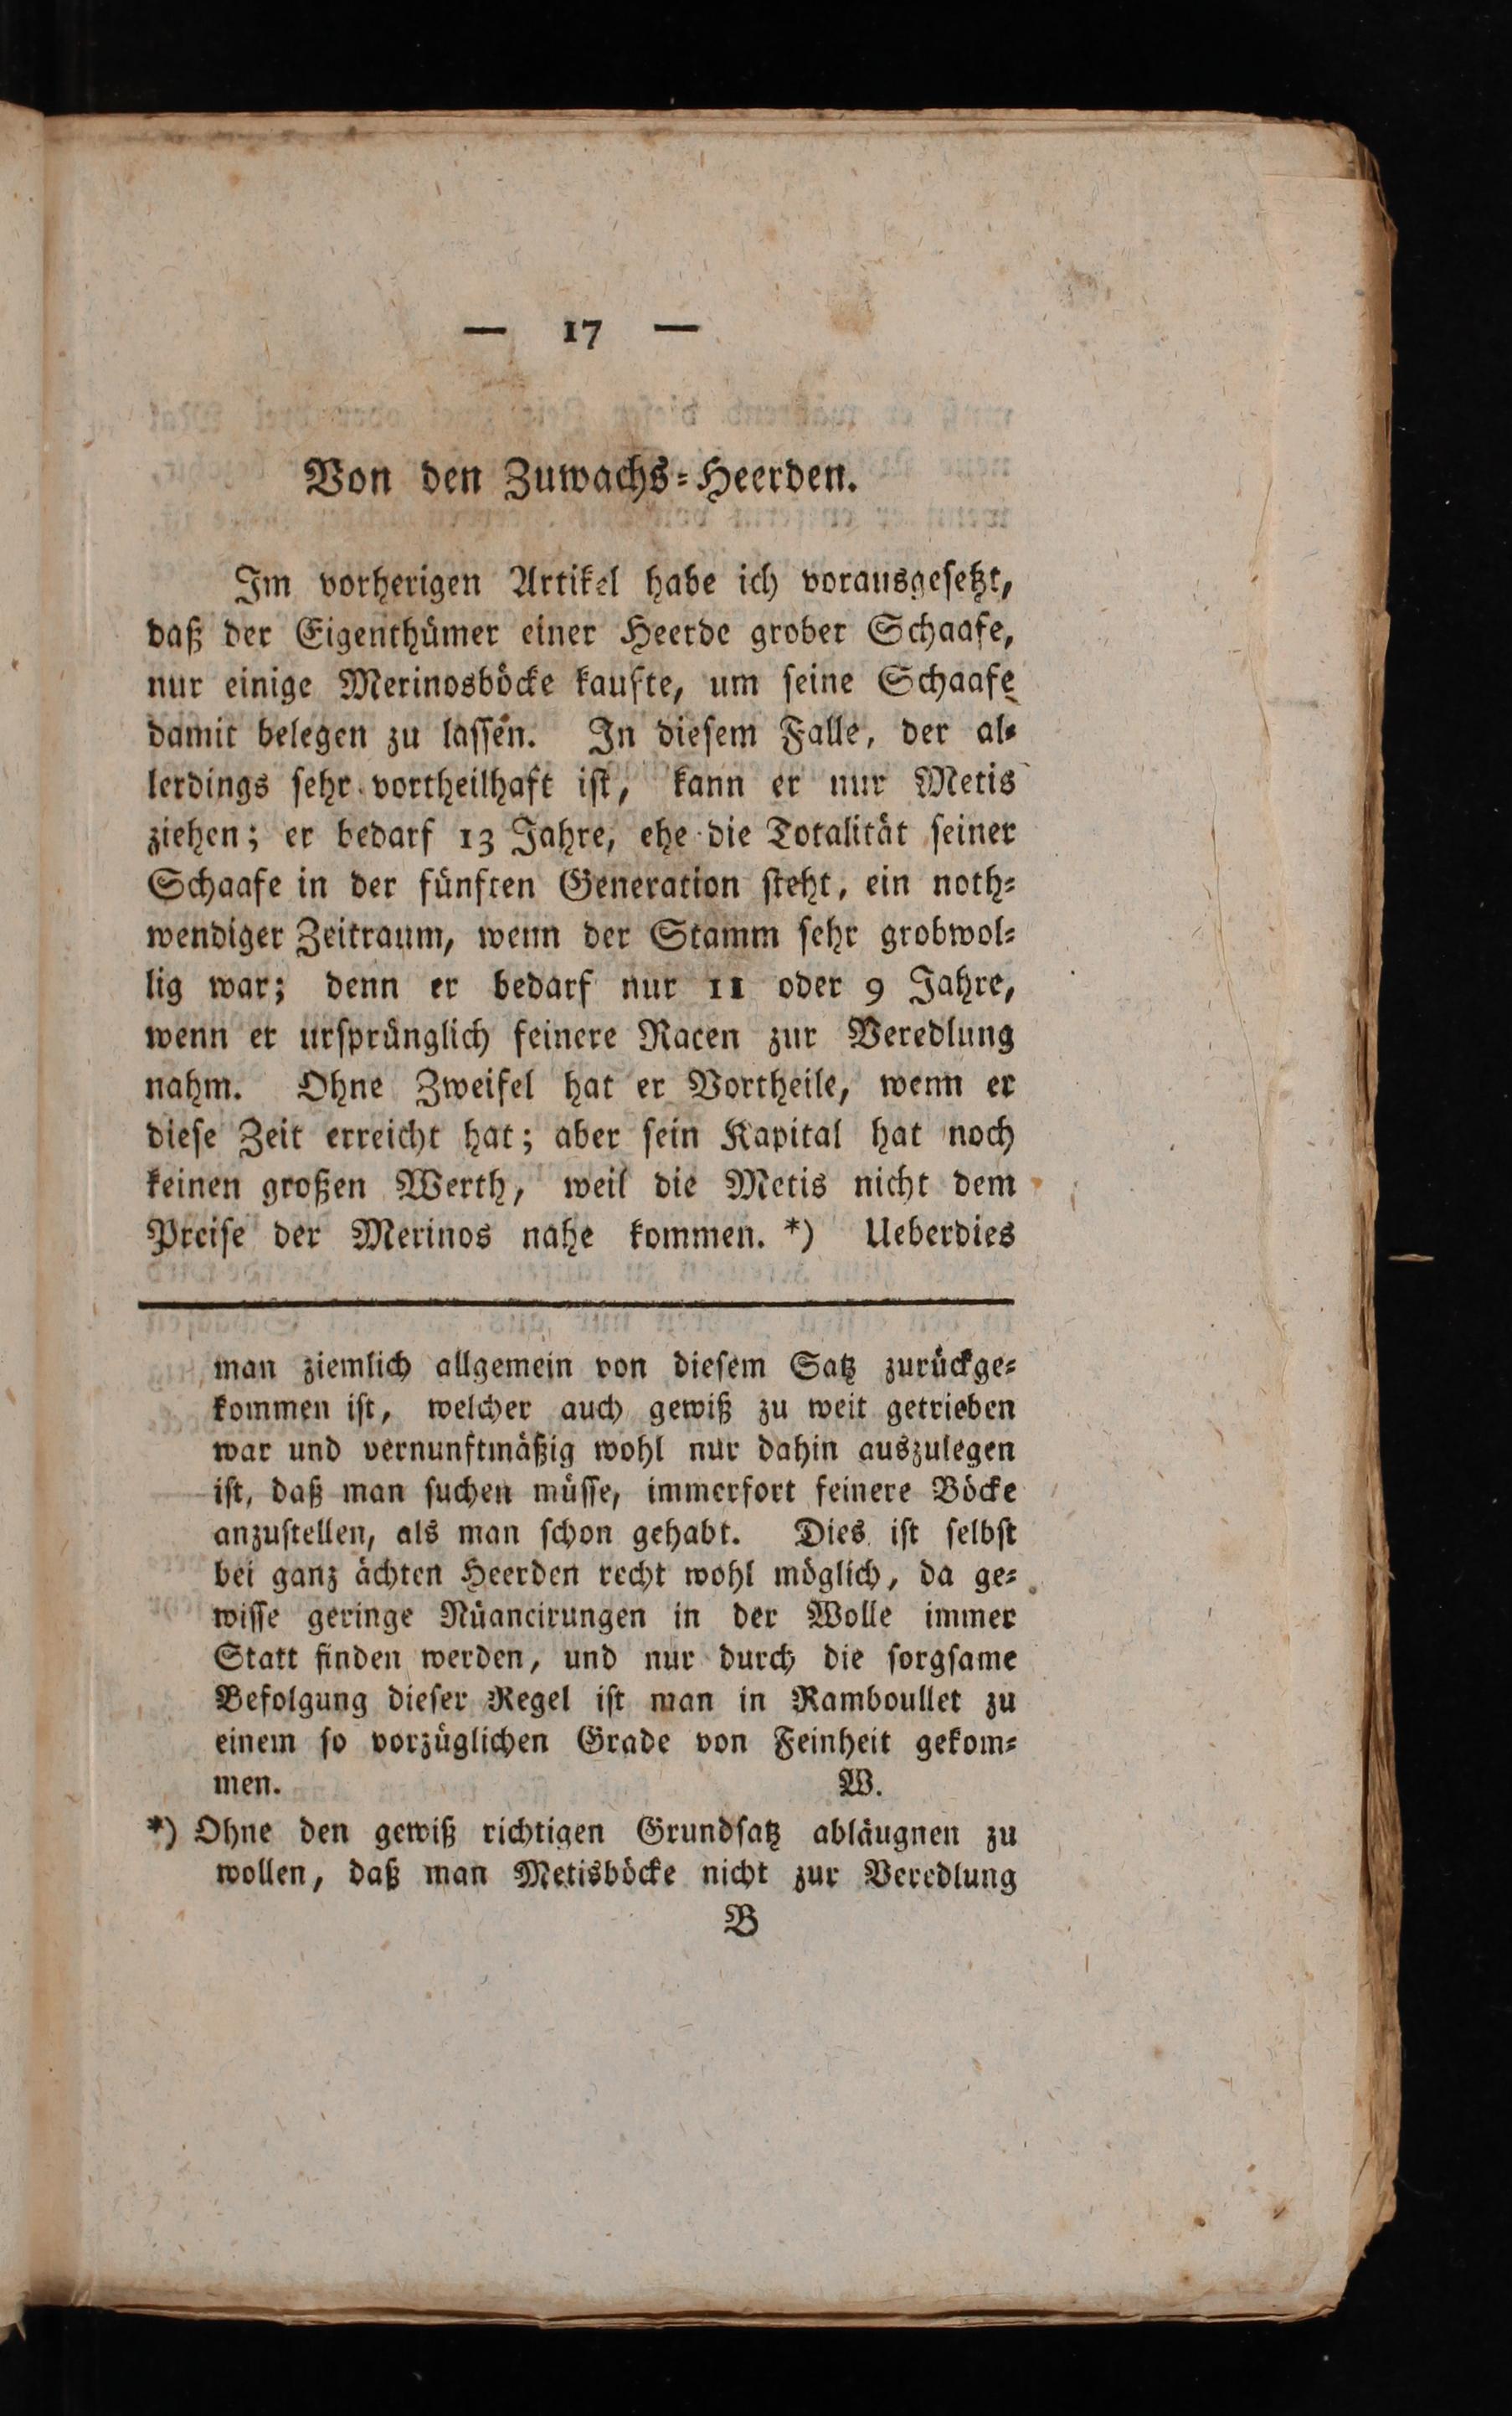 — 17 —
Von den Zuwachs-Heerden.
Im vorherigen Artikel habe ich vorausgesetzt,
daß der Eigenthümer einer Heerde grober Schaafe,
nur einige Merinosböcke kaufte, um seine Schaafe
damit belegen zu lassen. In diesem Falle, der al-
lerdings sehr vortheilhaft ist, kann er nur Metis
ziehen; er bedarf 13 Jahre, ehe die Totalität seiner
Schaafe in der fünften Generation steht, ein noth-
wendiger Zeitraum, wenn der Stamm sehr grobwol-
lig war; denn er bedarf nur 11 oder 9 Jahre,
wenn er ursprünglich feinere Racen zur Veredlung
nahm. Ohne Zweifel hat er Vortheile, wenn er
diese Zeit erreicht hat; aber sein Kapital hat noch
keinen großen Werth, weil die Metis nicht dem
Preise der Merinos nahe kommen. *) Ueberdies
man ziemlich allgemein von diesem Satz zurückge-
kommen ist, welcher auch gewiß zu weit getrieben
war und vernunftmäßig wohl nur dahin auszulegen
ist, daß man suchen müsse, immerfort feinere Böcke
anzustellen, als man schon gehabt. Dies ist selbst
bei ganz ächten Heerden recht wohl möglich, da ge-
wisse geringe Nüancirungen in der Wolle immer
Statt finden werden, und nur durch die sorgsame
Befolgung dieser Regel ist man in Ramboullet zu
einem so vorzüglichen Grade von Feinheit gekom-
men. W.
*) Ohne den gewiß richtigen Grundsatz abläugnen zu
wollen, daß man Metisböcke nicht zur Veredlung
B